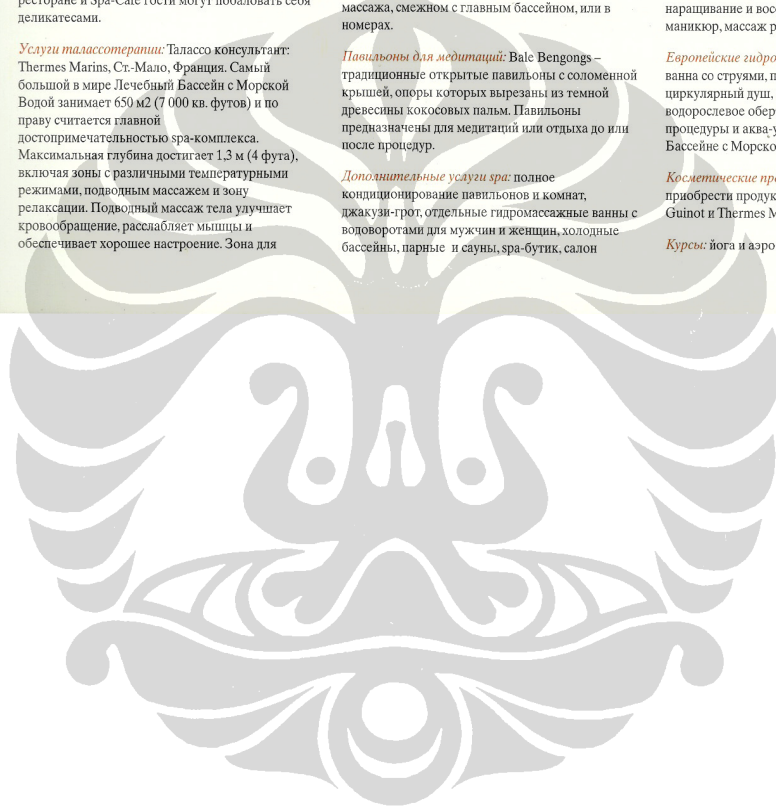 ресторане и Spa-Cafe гости могут побаловать себя
деликатесами.
Услуги талассотерапии: Талассо консультант:
Thermes Marins, Ст.-Мало, Франция. Самый
большой в мире Лечебный Бассейн с Морской
Водой занимает 650 м2 (7 000 кв. футов) и по
праву считается главной
достопримечательностью spa-комплекса.
Максимальная глубина достигает 1,3 м (4 фута),
включая зоны с различными температурными
режимами, подводным массажем и зону
релаксации. Подводный массаж тела улучшает
кровообращение, расслабляет мышцы и
обеспечивает хорошее настроение. Зона для
массажа, смежном с главным бассейном, или в
номерах.
Павильоны для медитаций: Bale Bengongs –
традиционные открытые павильоны с соломенной
крышей, опоры которых вырезаны из темной
древесины кокосовых пальм. Павильоны
предназначены для медитаций или отдыха до или
после процедур.
Дополнительные услуги spa: полное
кондиционирование павильонов и комнат,
джакузи-грот, отдельные гидромассажные ванны с
водоворотами для мужчин и женщин, холодные
бассейны, парные и сауны, spa-бутик, салон
наращивание и восс
маникюр, массаж р
Европейские гидро
ванна со струями, п
циркулярный душ,
водорослевое обер
процедуры и аква-у
Бассейне с Морско
Косметические пр
приобрести продук
Guinot и Thermes M
Курсы: йога и аэро